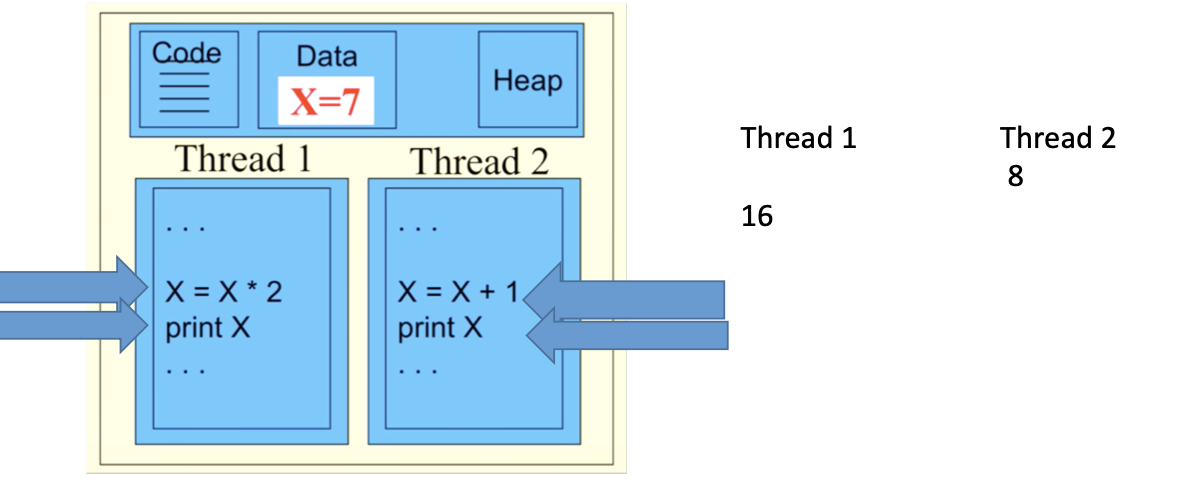 Code
Data
X=7
Heap
Thread 1
Thread 2
. . .
X = X * 2
print X
. . .
. . .
X = X + 1
print X
. . .
Thread 1
Thread 2
8
16